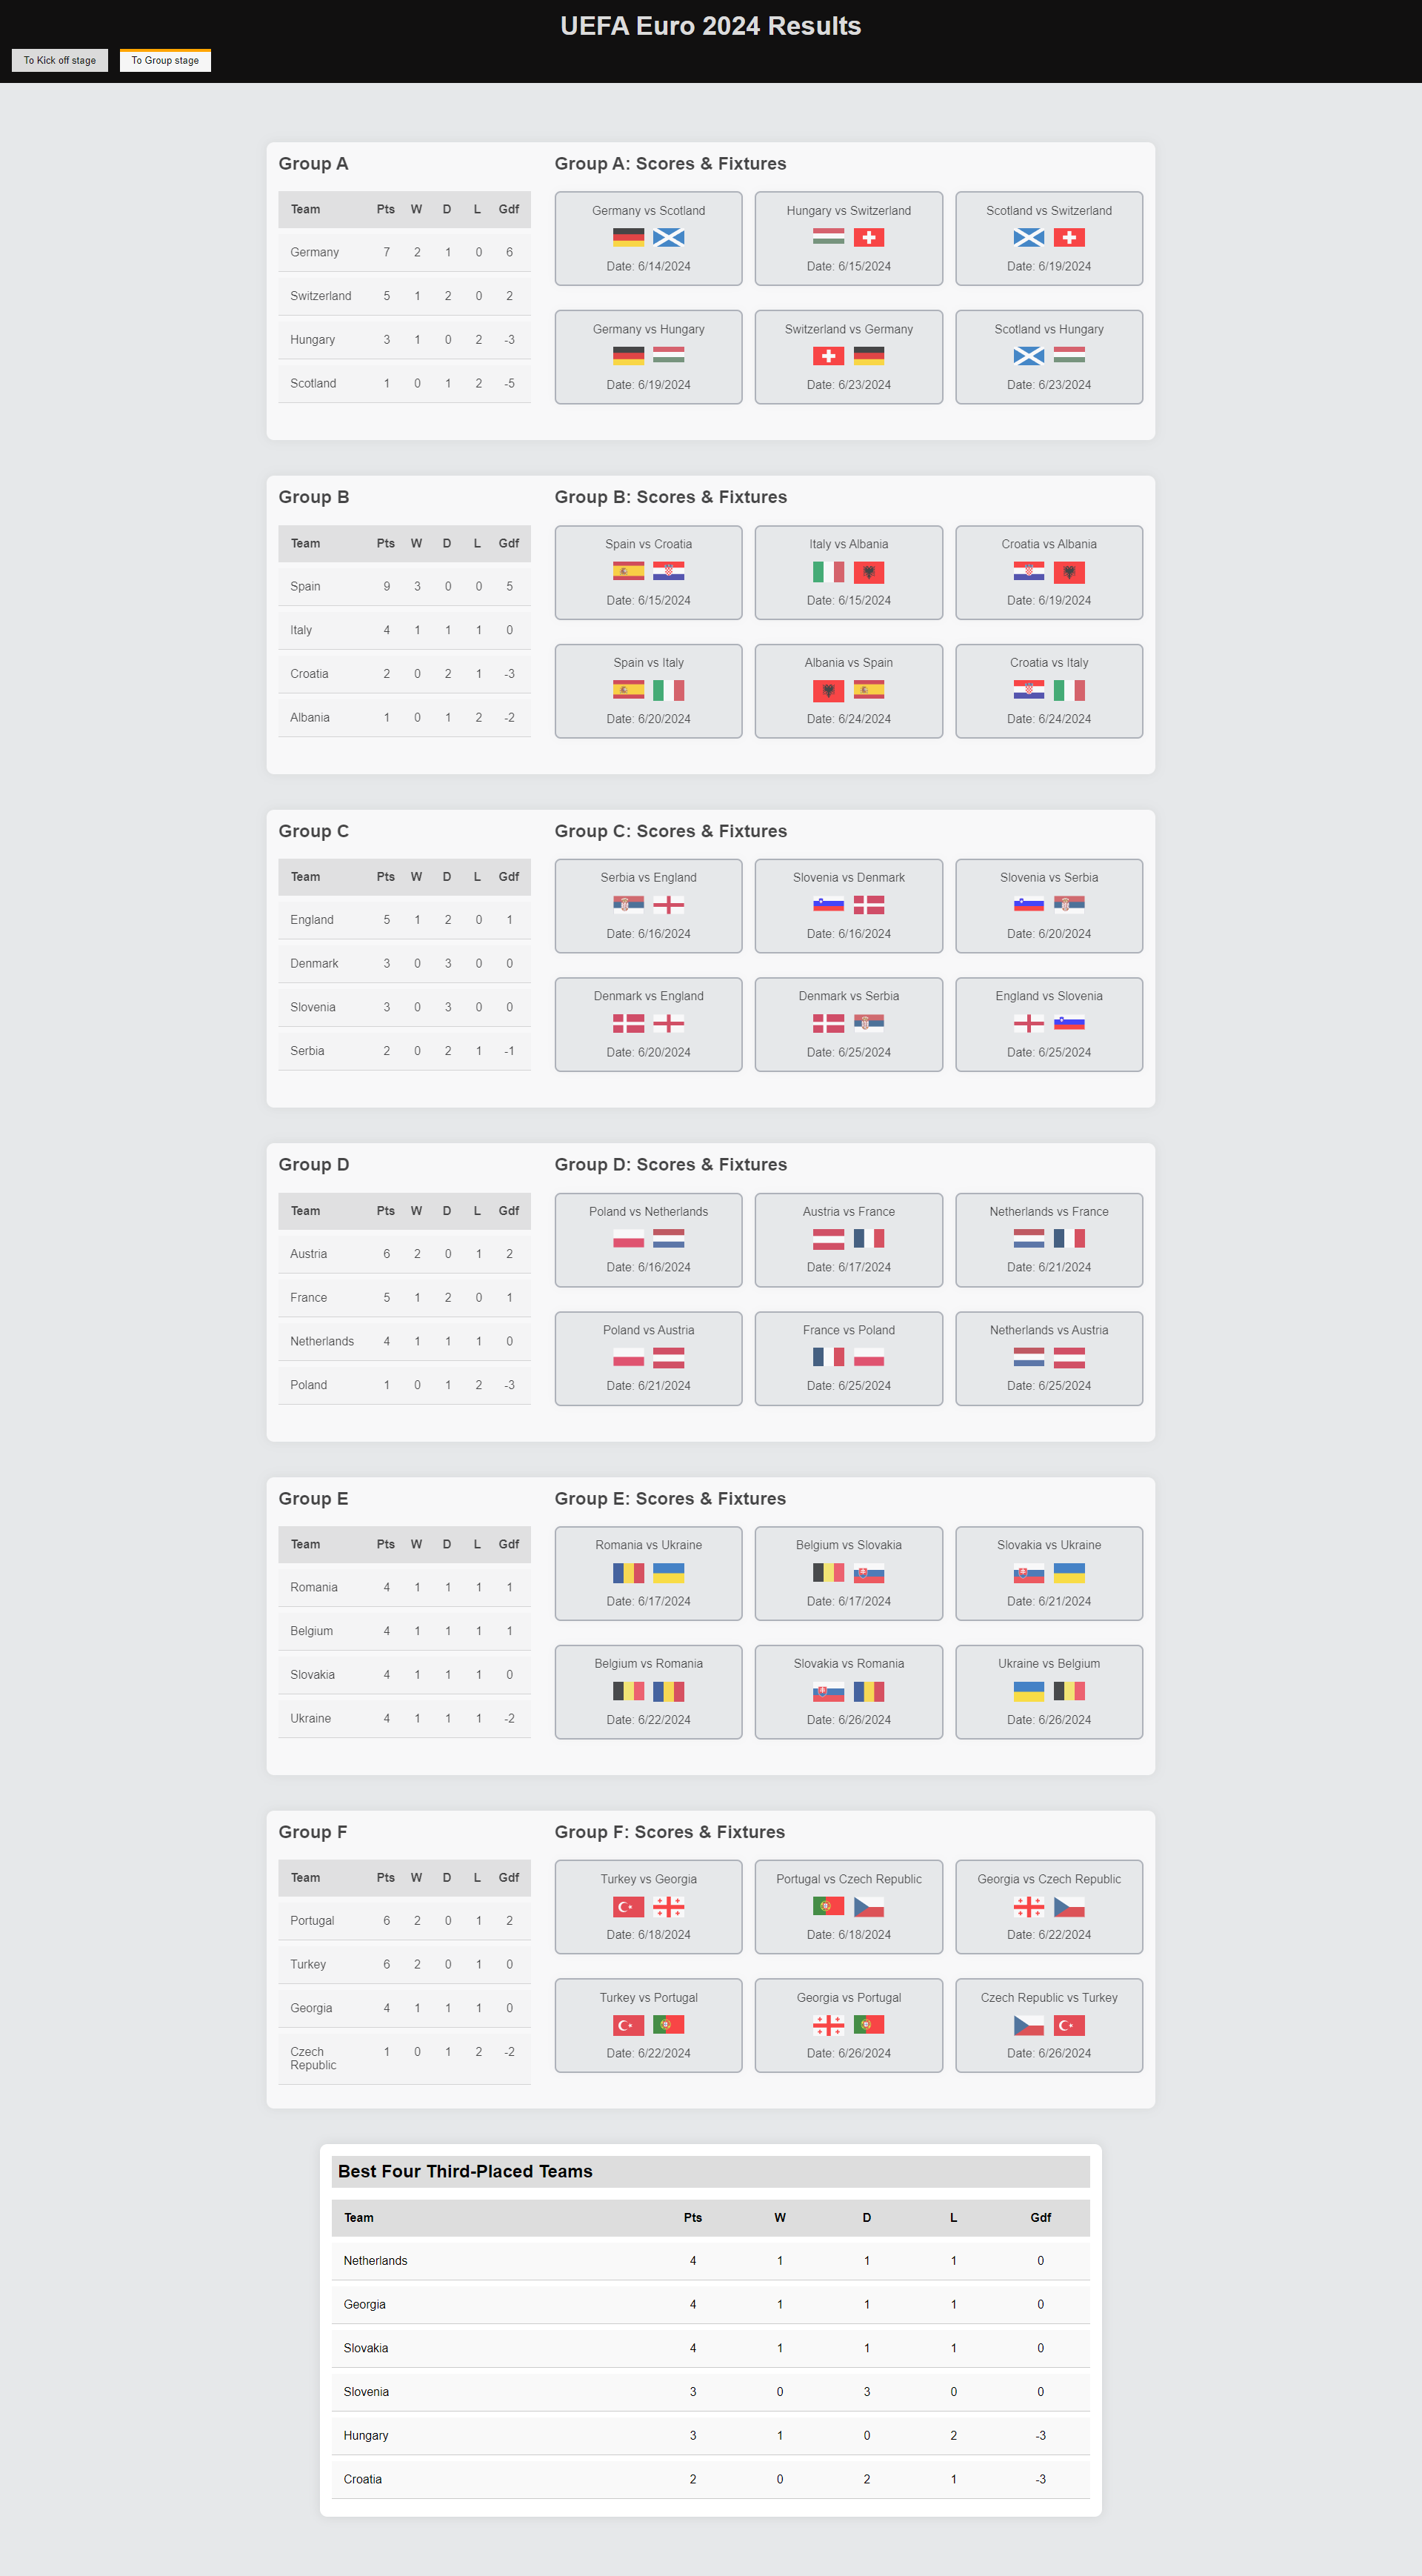 UEFA Euro 2024 Results
To Kick off stage To Group stage
Group A
Team Pts W D L Gdf
Germany 7 2 1 0 6
Switzerland 5 1 2 0 2
Hungary 3 1 0 2 -3
Scotland 1 0 1 2 -5
Group A: Scores & Fixtures
Germany vs Scotland Hungary vs Switzerland Scotland vs Switzerland
Date: 6/14/2024 Date: 6/15/2024 Date: 6/19/2024
Germany vs Hungary Switzerland vs Germany Scotland vs Hungary
Date: 6/19/2024 Date: 6/23/2024 Date: 6/23/2024
Group B
Team Pts W D L Gdf
Spain 9 3 0 0 5
Italy 4 1 1 1 0
Croatia 2 0 2 1 -3
Albania 1 0 1 2 -2
Group B: Scores & Fixtures
Spain vs Croatia Italy vs Albania Croatia vs Albania
Date: 6/15/2024 Date: 6/15/2024 Date: 6/19/2024
Spain vs Italy Albania vs Spain Croatia vs Italy
Date: 6/20/2024 Date: 6/24/2024 Date: 6/24/2024
Group C
Team Pts W D L Gdf
England 5 1 2 0 1
Denmark 3 0 3 0 0
Slovenia 3 0 3 0 0
Serbia 2 0 2 1 -1
Group C: Scores & Fixtures
Serbia vs England Slovenia vs Denmark Slovenia vs Serbia
Date: 6/16/2024 Date: 6/16/2024 Date: 6/20/2024
Denmark vs England Denmark vs Serbia England vs Slovenia
Date: 6/20/2024 Date: 6/25/2024 Date: 6/25/2024
Group D
Team Pts W D L Gdf
Austria 6 2 0 1 2
France 5 1 2 0 1
Netherlands 4 1 1 1 0
Poland 1 0 1 2 -3
Group D: Scores & Fixtures
Poland vs Netherlands Austria vs France Netherlands vs France
Date: 6/16/2024 Date: 6/17/2024 Date: 6/21/2024
Poland vs Austria France vs Poland Netherlands vs Austria
Date: 6/21/2024 Date: 6/25/2024 Date: 6/25/2024
Group E
Team Pts W D L Gdf
Romania 4 1 1 1 1
Belgium 4 1 1 1 1
Slovakia 4 1 1 1 0
Ukraine 4 1 1 1 -2
Group E: Scores & Fixtures
Romania vs Ukraine Belgium vs Slovakia Slovakia vs Ukraine
Date: 6/17/2024 Date: 6/17/2024 Date: 6/21/2024
Belgium vs Romania Slovakia vs Romania Ukraine vs Belgium
Date: 6/22/2024 Date: 6/26/2024 Date: 6/26/2024
Group F
Team Pts W D L Gdf
Portugal 6 2 0 1 2
Turkey 6 2 0 1 0
Georgia 4 1 1 1 0
Czech 1 0 1 2 -2
Republic
Group F: Scores & Fixtures
Turkey vs Georgia Portugal vs Czech Republic Georgia vs Czech Republic
Date: 6/18/2024 Date: 6/18/2024 Date: 6/22/2024
Turkey vs Portugal Georgia vs Portugal Czech Republic vs Turkey
Date: 6/22/2024 Date: 6/26/2024 Date: 6/26/2024
Best Four Third-Placed Teams
Team Pts W D L Gdf
Netherlands 4 1 1 1 0
Georgia 4 1 1 1 0
Slovakia 4 1 1 1 0
Slovenia 3 0 3 0 0
Hungary 3 1 0 2 -3
Croatia 2 0 2 1 -3